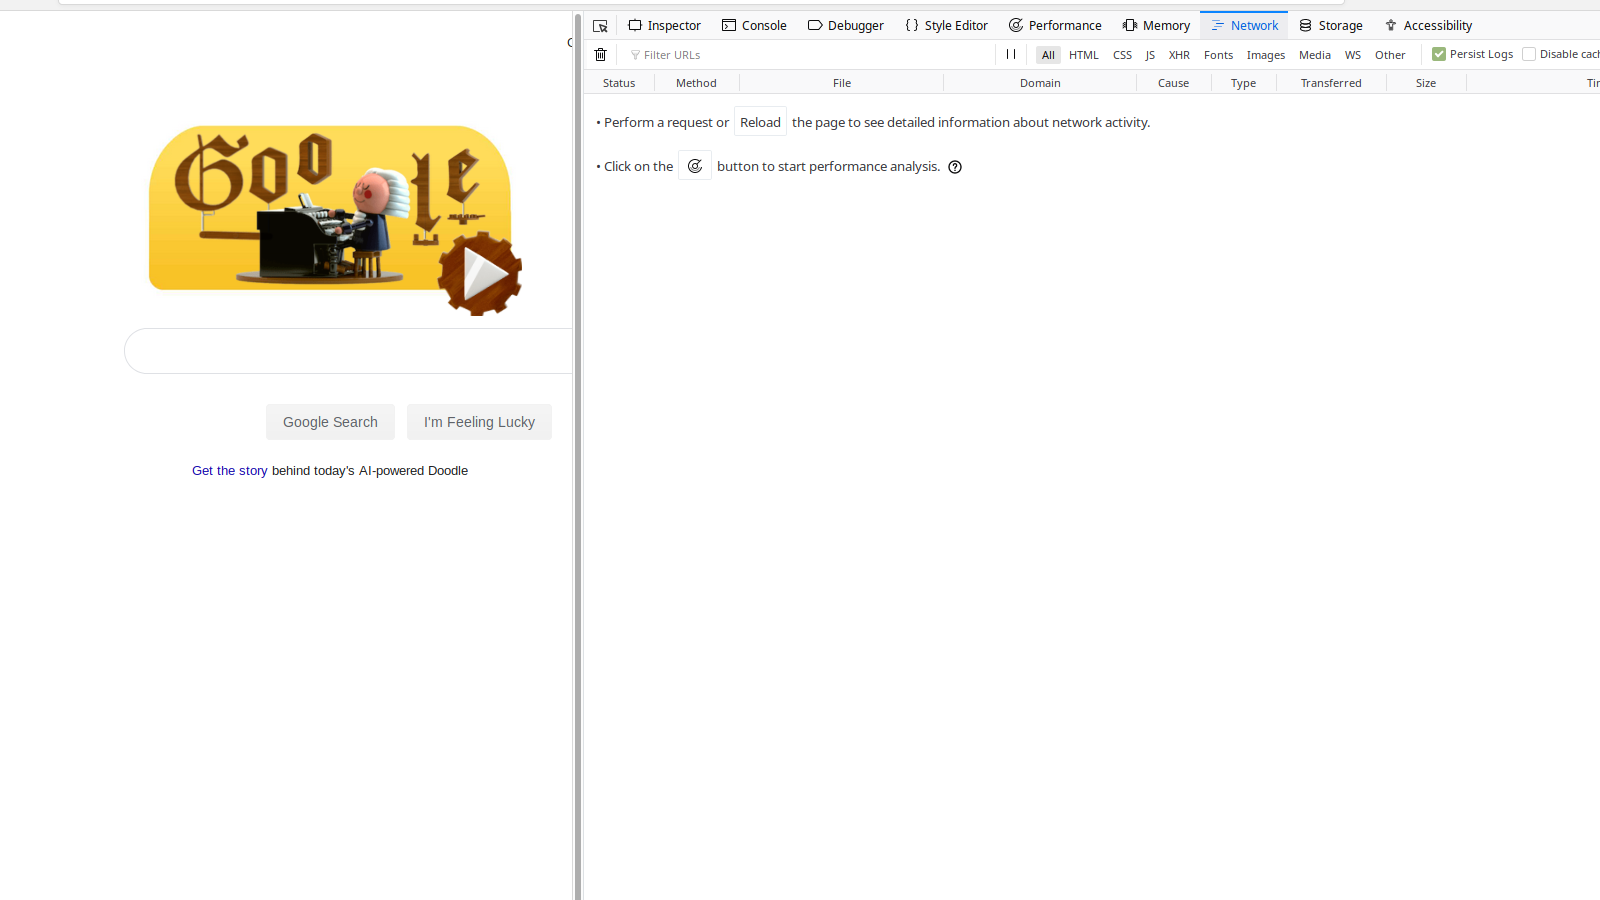 Google
Google Search
I'm Feeling Lucky
Get the story behind today's AI-powered Doodle
Inspector
Console
Debugger
Style Editor
Performance
Memory
Network
Storage
Accessibility
Filter URLs
All
HTML
CSS
JS
XHR
Fonts
Images
Media
WS
Other
Persist Logs
Disable
Status
Method
File
Domain
Cause
Type
Transferred
Size
• Perform a request or Reload the page to see detailed information about network activity.
• Click on the button to start performance analysis.